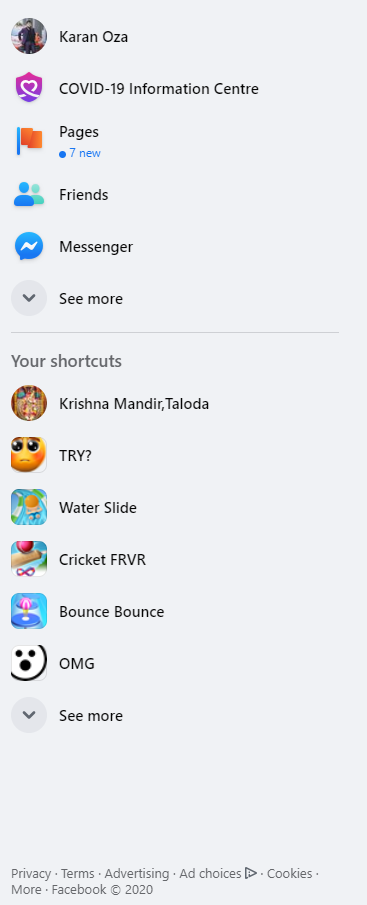 Karan Oza
COVID-19 Information Centre
Pages
7 new
Friends
Messenger
See more
Your shortcuts
Krishna Mandir,Taloda
TRY?
Water Slide
Cricket FRVR
Bounce Bounce
OMG
See more
Privacy · Terms · Advertising · Ad choices · Cookies ·
More · Facebook © 2020